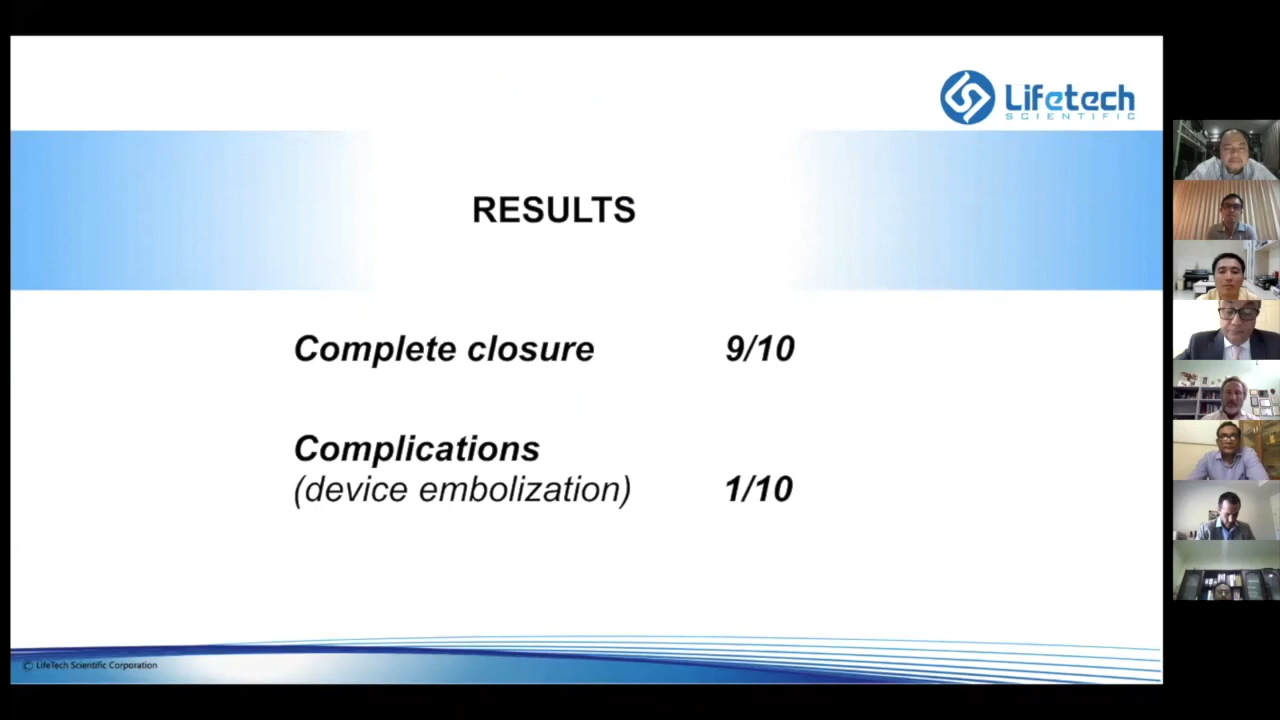 Lifetech
SCIENTIFIC
RESULTS
Complete closure 9/10
Complications
(device embolization) 1/10
© LifeTech Scientific Corporation